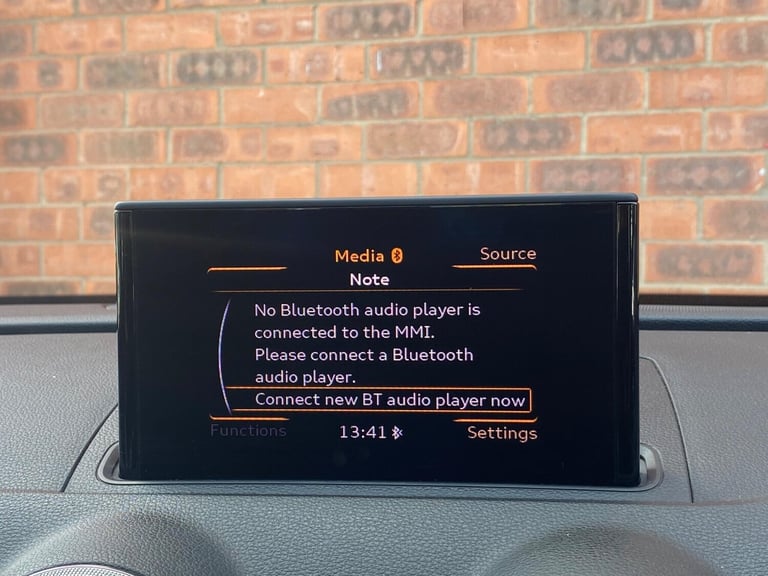 Media
Source
Note
No Bluetooth audio player is
connected to the MMI.
Please connect a Bluetooth
audio player.
Connect new BT audio player now
Functions
13:41
Settings